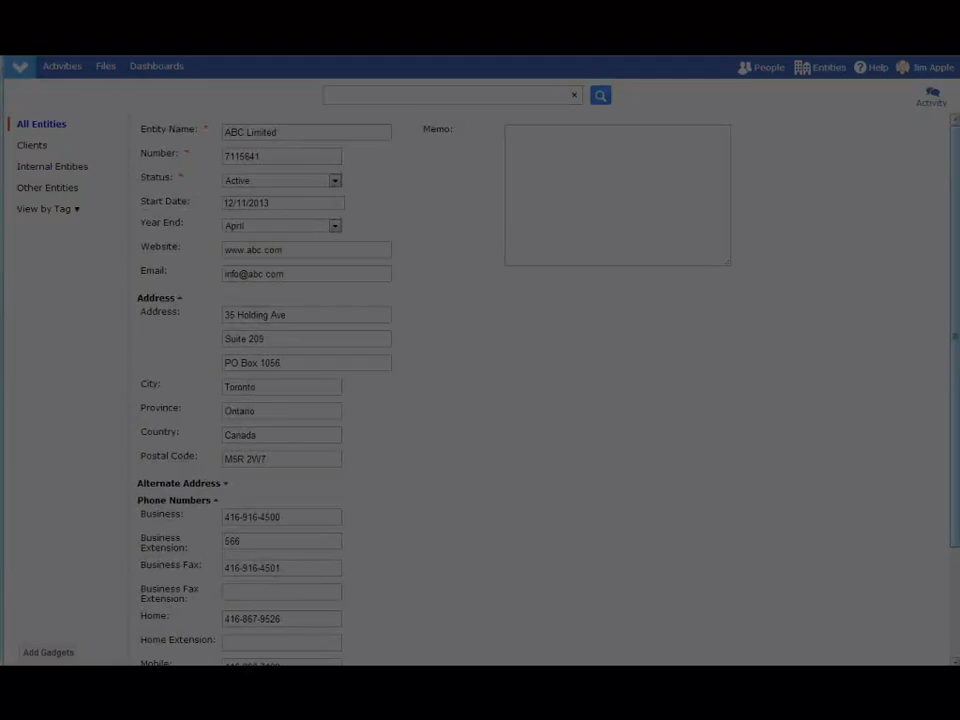 Activities Files Dashboards People Entities Help Jim Apple
×
Activity
All Entities
Clients
Internal Entities
Other Entities
View by Tag ▾
Entity Name: * ABC Limited Memo:
Number: * 7115641
Status: * Active
Start Date: 12/11/2013
Year End: April
Website: www.abc.com
Email: info@abc.com
Address
Address: 35 Holding Ave
Suite 209
PO Box 1056
City: Toronto
Province: Ontario
Country: Canada
Postal Code: M5R 2W7
Alternate Address
Phone Numbers
Business: 416-916-4500
Business
Extension: 566
Business Fax: 416-916-4501
Business Fax
Extension:
Home: 416-867-9526
Home Extension:
Mobile:
Add Gadgets